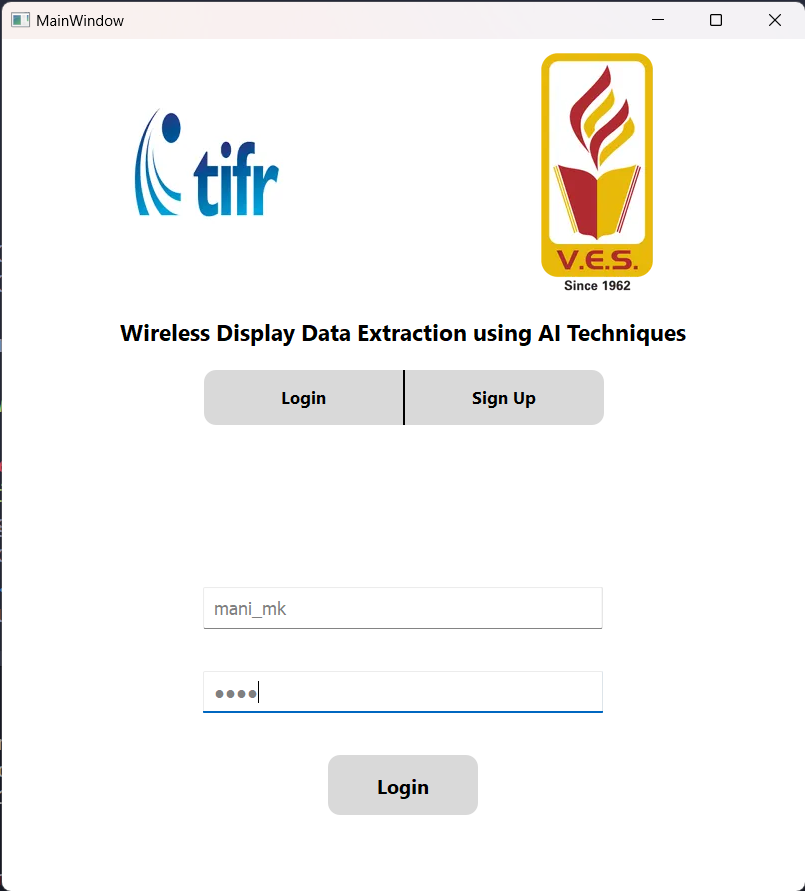 MainWindow
tifr
V.E.S.
Since 1962
Wireless Display Data Extraction using AI Techniques
Login
Sign Up
mani_mk
●●●●
Login